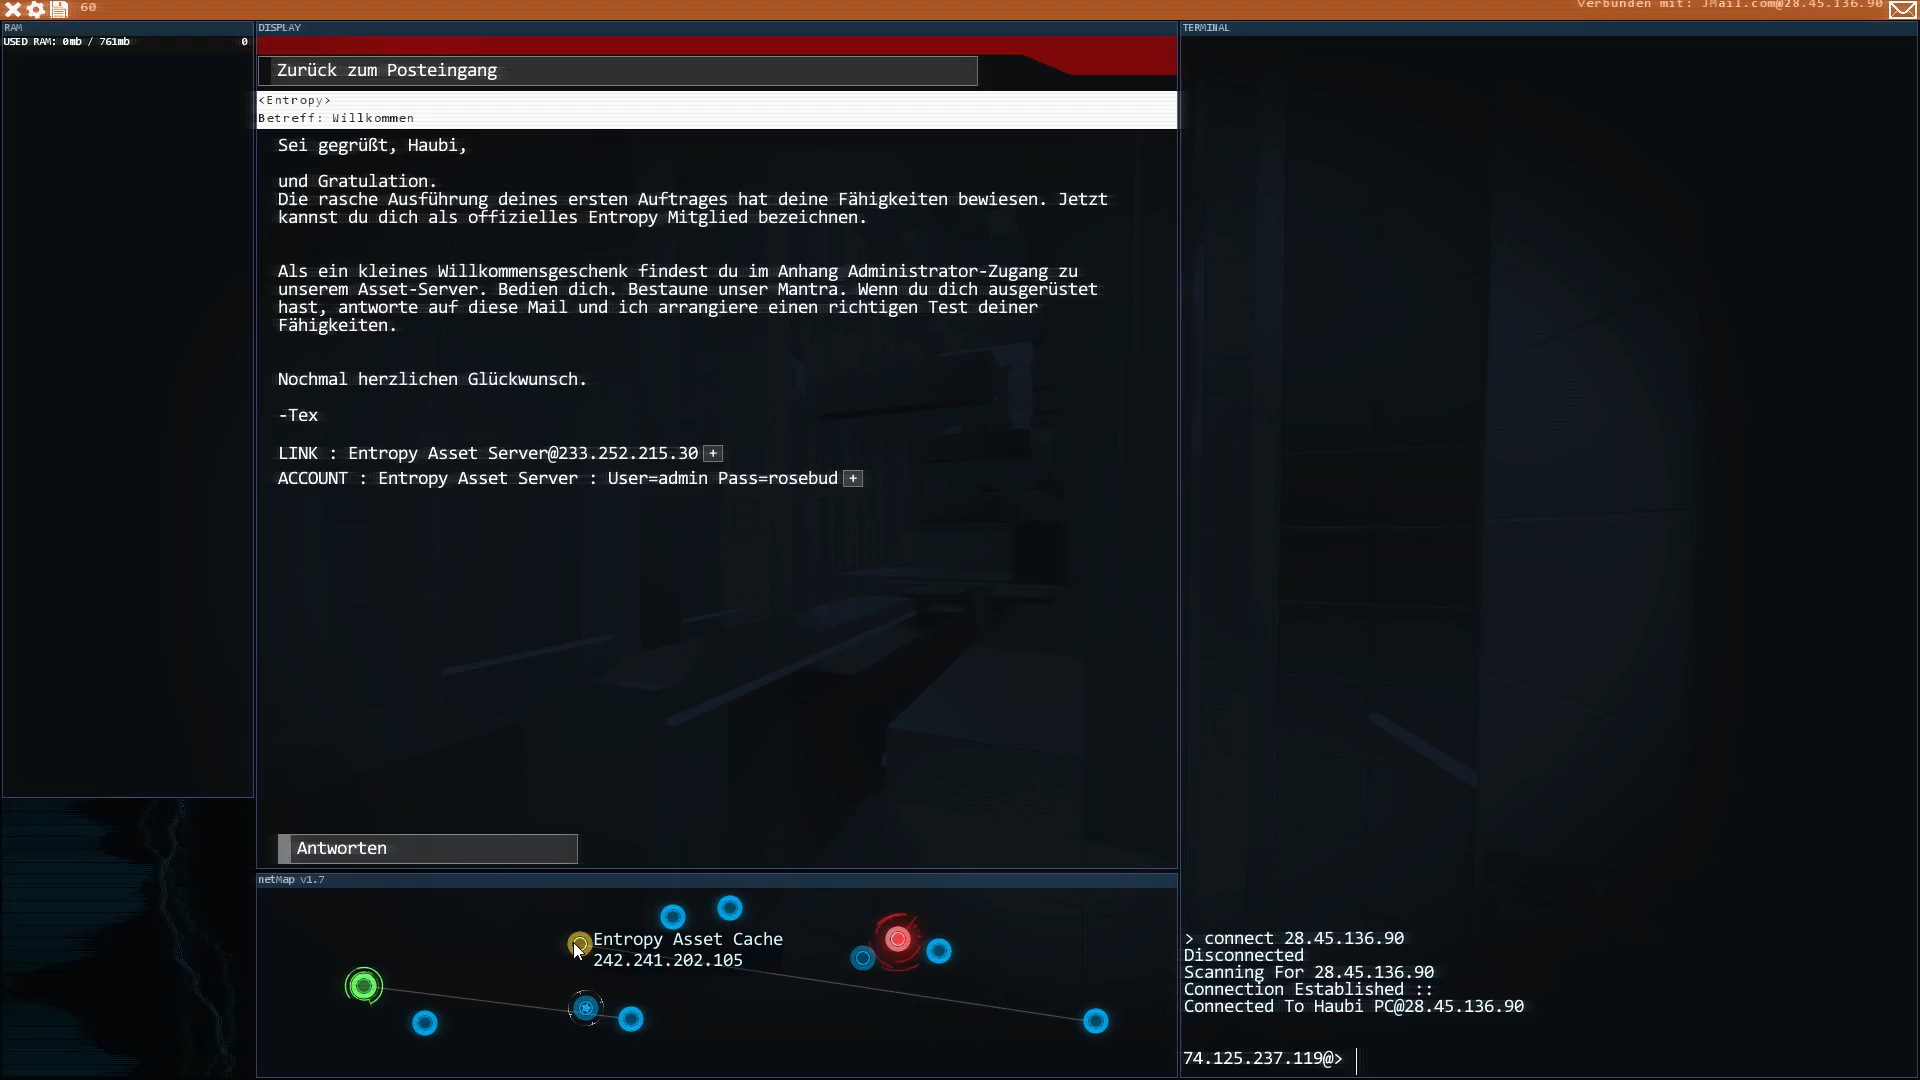 60
Verbunden mit: JMail.com@28.45.136.90
RAM
USED RAM: 0mb / 761mb
0
DISPLAY
Zurück zum Posteingang
<Entropy>
Betreff: Willkommen
Sei gegrüßt, Haubi,
und Gratulation.
Die rasche Ausführung deines ersten Auftrages hat deine Fähigkeiten bewiesen. Jetzt
kannst du dich als offizielles Entropy Mitglied bezeichnen.
Als ein kleines Willkommensgeschenk findest du im Anhang Administrator-Zugang zu
unserem Asset-Server. Bedien dich. Bestaune unser Mantra. Wenn du dich ausgerüstet
hast, antworte auf diese Mail und ich arrangiere einen richtigen Test deiner
Fähigkeiten.
Nochmal herzlichen Glückwunsch.
-Tex
LINK : Entropy Asset Server@233.252.215.30 +
ACCOUNT : Entropy Asset Server : User=admin Pass=rosebud +
Antworten
netMap v1.7
Entropy Asset Cache
242.241.202.105
TERMINAL
> connect 28.45.136.90
Disconnected
Scanning For 28.45.136.90
Connection Established ::
Connected To Haubi PC@28.45.136.90
74.125.237.119@>